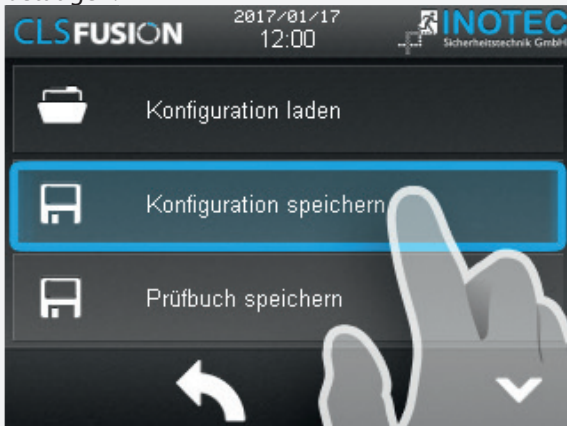 CLSFUSION
2017/01/17
12:00
INOTEC
Sicherheitstechnik GmbH
Konfiguration laden
Konfiguration speichern
Prüfbuch speichern